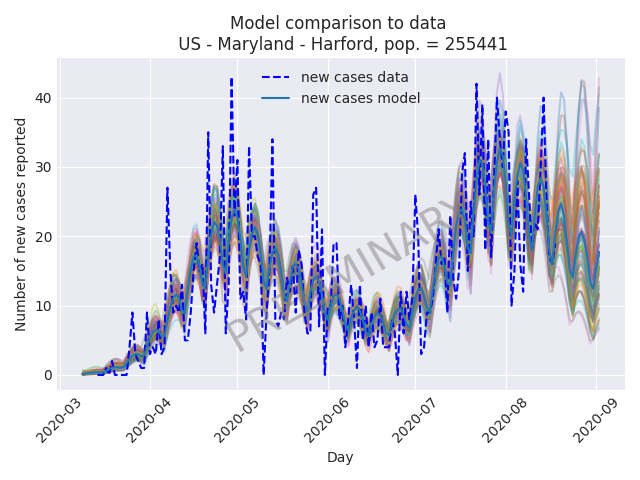 Model comparison to data
US - Maryland - Harford, pop. = 255441
new cases data
new cases model
PRELIMINARY
Number of new cases reported
40
30
20
10
0
2020-03
2020-04
2020-05
2020-06
2020-07
2020-08
2020-09
Day